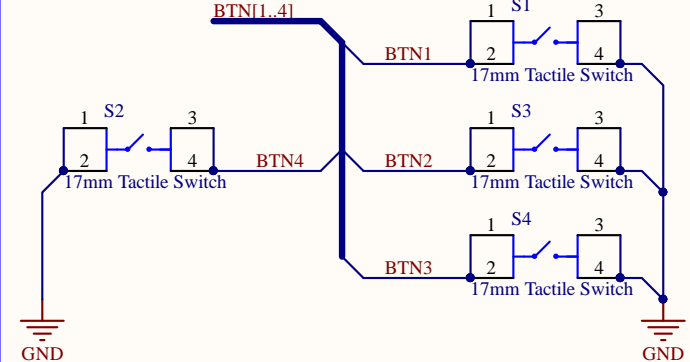 BTN[1..4]
S1
1
3
BTN1
2
4
17mm Tactile Switch
S2
1
3
2
4
BTN4
17mm Tactile Switch
S3
1
3
BTN2
2
4
17mm Tactile Switch
S4
1
3
BTN3
2
4
17mm Tactile Switch
GND
GND